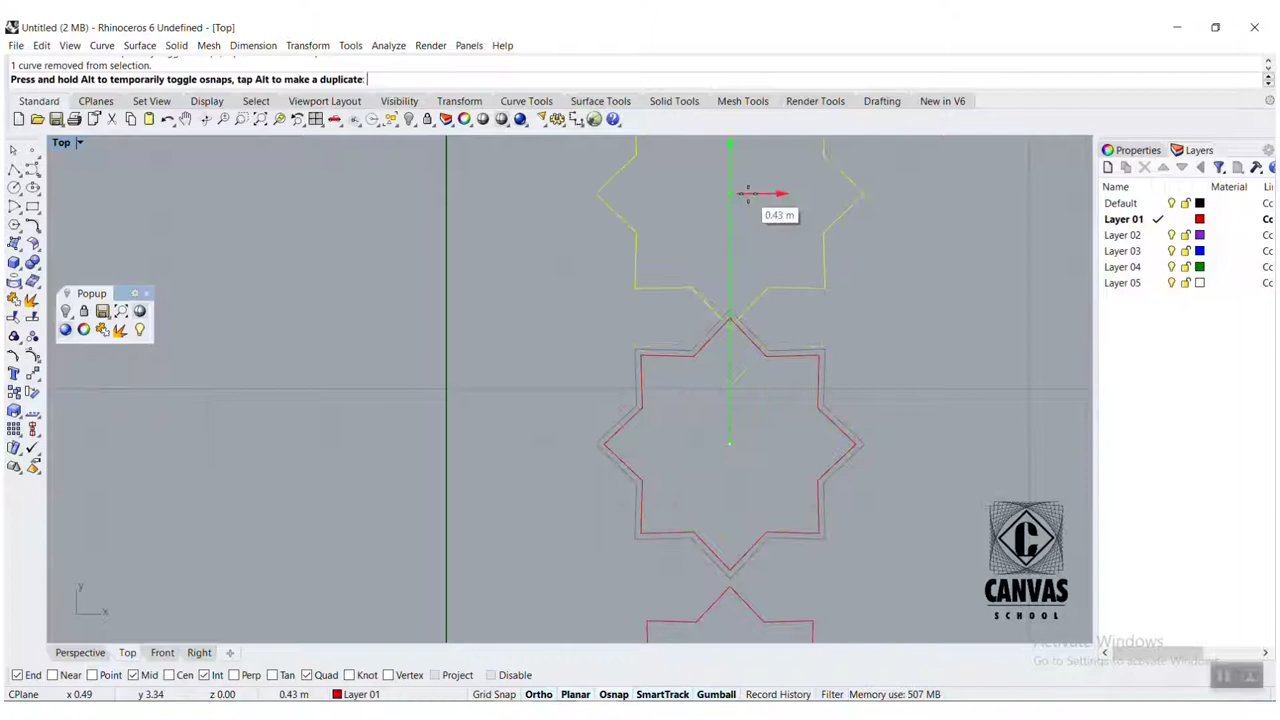 Untitled (2 MB) - Rhinoceros 6 Undefined - [Top]
File Edit View Curve Surface Solid Mesh Dimension Transform Tools Analyze Render Panels Help
1 curve removed from selection.
Press and hold Alt to temporarily toggle osnaps, tap Alt to make a duplicate:
Standard CPlanes Set View Display Select Viewport Layout Visibility Transform Curve Tools Surface Tools Solid Tools Mesh Tools Render Tools Drafting New in V6
Top
Properties Layers
Name Material
Default
Layer 01
Layer 02
Layer 03
Layer 04
Layer 05
0.43 m
Popup
y
x
CANVAS
SCHOOL
Activate Windows
Go to Settings to activate Windows
Perspective Top Front Right
End Near Point Mid Cen Int Perp Tan Quad Knot Vertex Project Disable
CPlane x 0.49 y 3.34 z 0.00 0.43 m Layer 01 Grid Snap Ortho Planar Osnap SmartTrack Gumball Record History Filter Memory use: 507 MB